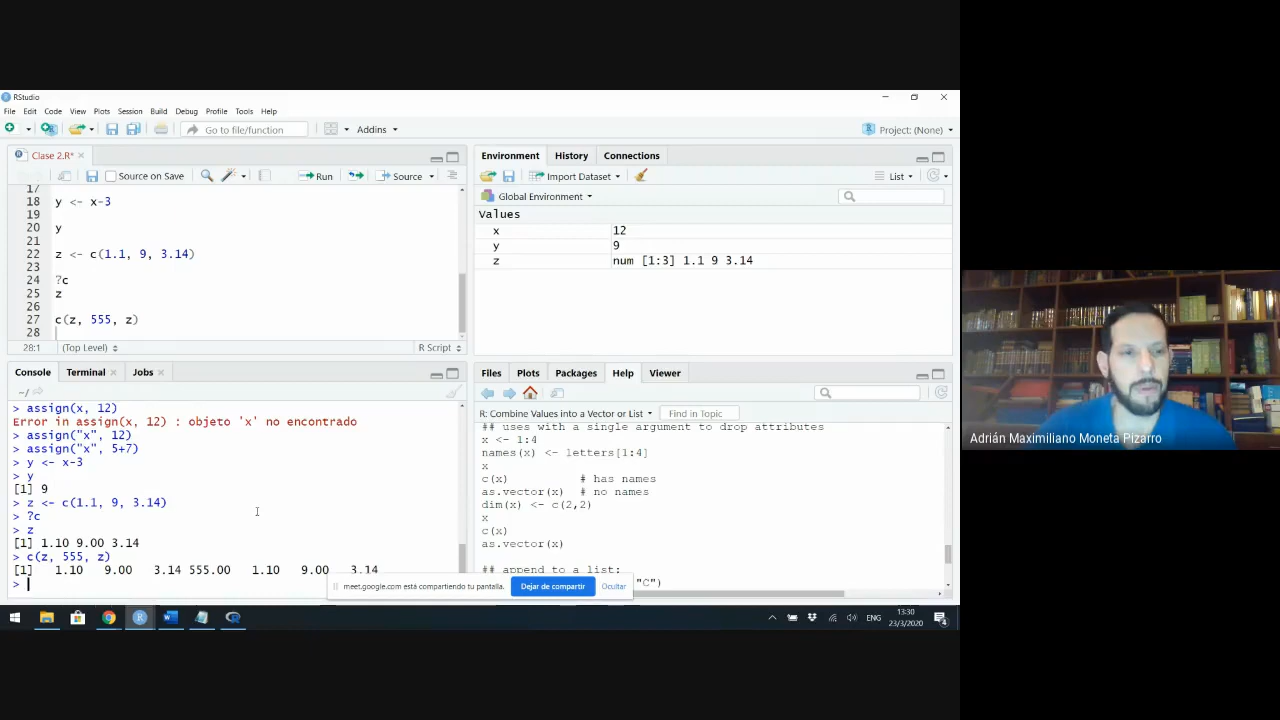 RStudio
File Edit Code View Plots Session Build Debug Profile Tools Help
Go to file/function Addins Project: (None)
Clase 2.R*
Source on Save Run Source
17
18 y <- x-3
19
20 y
21
22 z <- c(1.1, 9, 3.14)
23
24 ?c
25 z
26
27 c(z, 555, z)
28
28:1 (Top Level) R Script
Console Terminal Jobs
~/
> assign(x, 12)
Error in assign(x, 12) : objeto 'x' no encontrado
> assign("x", 12)
> assign("x", 5+7)
> y <- x-3
> y
[1] 9
> z <- c(1.1, 9, 3.14)
> ?c
> z
[1] 1.10 9.00 3.14
> c(z, 555, z)
[1] 1.10 9.00 3.14 555.00 1.10 9.00 3.14
>
Environment History Connections
Import Dataset List
Global Environment
Values
x 12
y 9
z num [1:3] 1.1 9 3.14
Files Plots Packages Help Viewer
R: Combine Values into a Vector or List Find in Topic
## uses with a single argument to drop attributes
x <- 1:4
names(x) <- letters[1:4]
x
c(x) # has names
as.vector(x) # no names
dim(x) <- c(2,2)
x
c(x)
as.vector(x)
## append to a list:
"C")
meet.google.com está compartiendo tu pantalla. Dejar de compartir Ocultar
ENG
13:30
23/3/2020
Adrián Maximiliano Moneta Pizarro